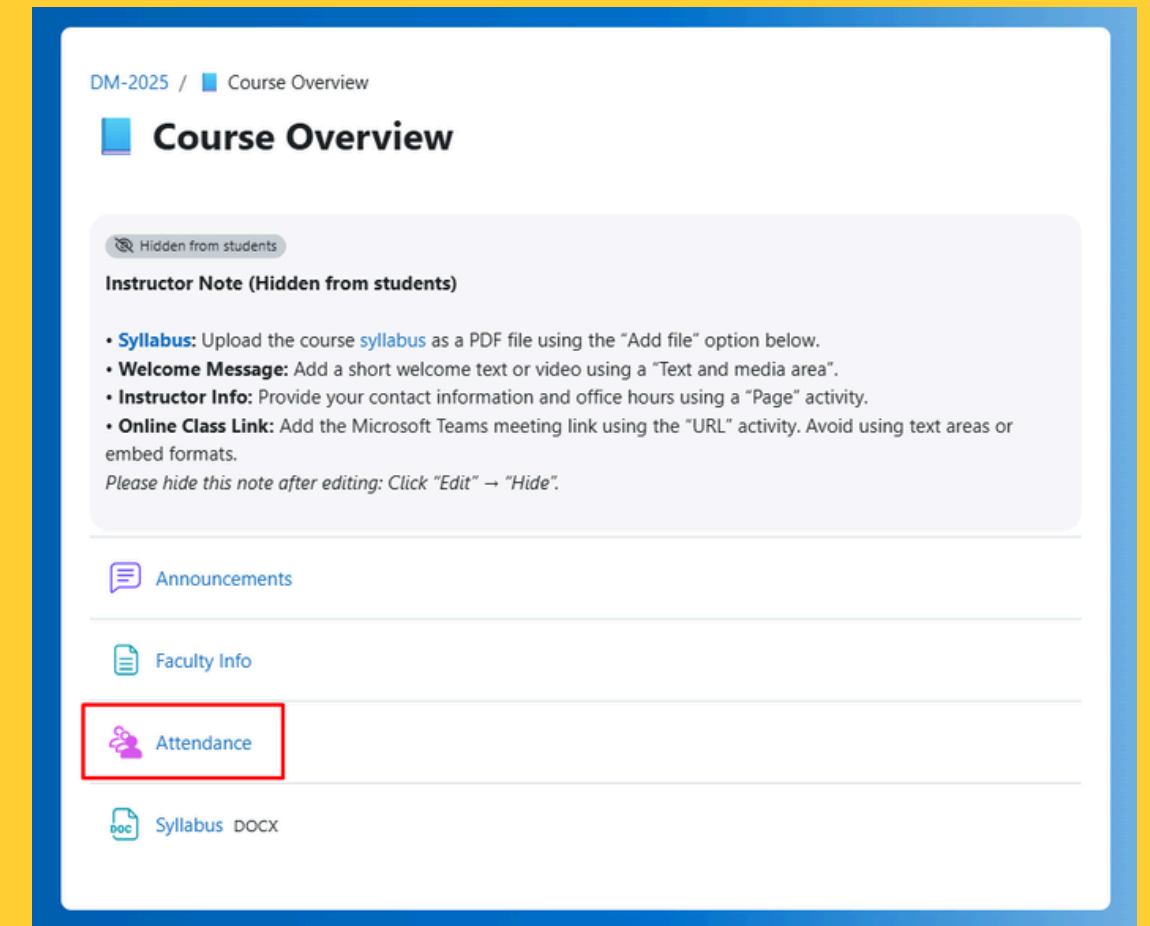 DM-2025 / Course Overview
Course Overview
Hidden from students
Instructor Note (Hidden from students)
• Syllabus: Upload the course syllabus as a PDF file using the “Add file” option below.
• Welcome Message: Add a short welcome text or video using a “Text and media area”.
• Instructor Info: Provide your contact information and office hours using a “Page” activity.
• Online Class Link: Add the Microsoft Teams meeting link using the “URL” activity. Avoid using text areas or
embed formats.
Please hide this note after editing: Click “Edit” → “Hide”.
Announcements
Faculty Info
Attendance
DOC Syllabus DOCX